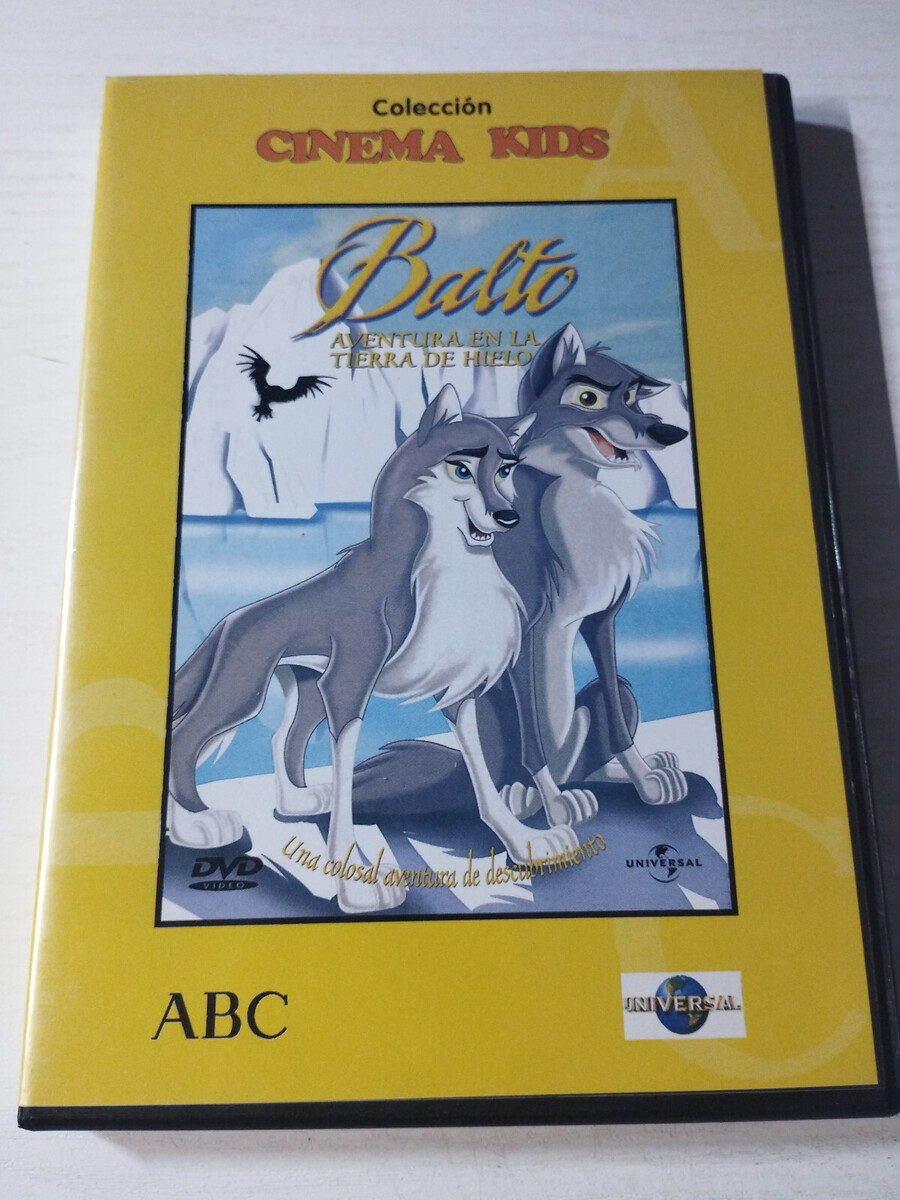 Colección
CINEMA KIDS
Balto
AVENTURA EN LA
TIERRA DE HIELO
Una colosal aventura de descubrimiento
DVD
VIDEO
UNIVERSAL
ABC
UNIVERSAL